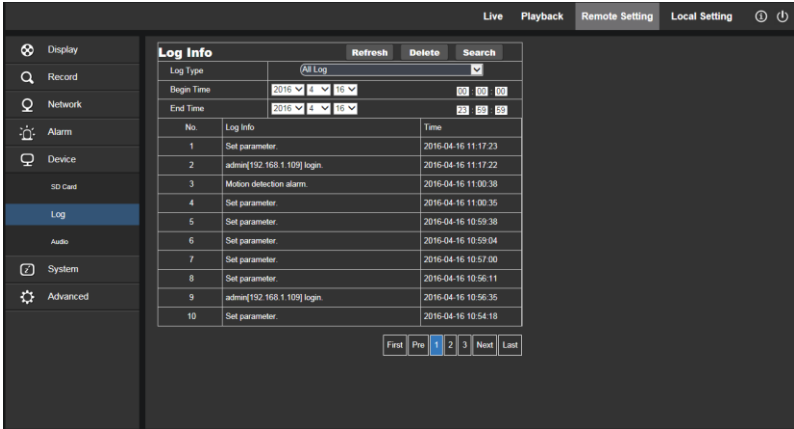 Live Playback Remote Setting Local Setting
Display
Record
Network
Alarm
Device
SD Card
Log
Audio
System
Advanced
Log Info Refresh Delete Search
Log Type (All Log)
Begin Time 2016 4 16 00 : 00 : 00
End Time 2016 4 16 23 : 59 : 59
No. Log Info Time
1 Set parameter. 2016-04-16 11:17:23
2 admin[192.168.1.109] login. 2016-04-16 11:17:22
3 Motion detection alarm. 2016-04-16 11:00:38
4 Set parameter. 2016-04-16 11:00:35
5 Set parameter. 2016-04-16 10:59:38
6 Set parameter. 2016-04-16 10:59:04
7 Set parameter. 2016-04-16 10:57:00
8 Set parameter. 2016-04-16 10:56:11
9 admin[192.168.1.109] login. 2016-04-16 10:56:35
10 Set parameter. 2016-04-16 10:54:18
First Pre 1 2 3 Next Last